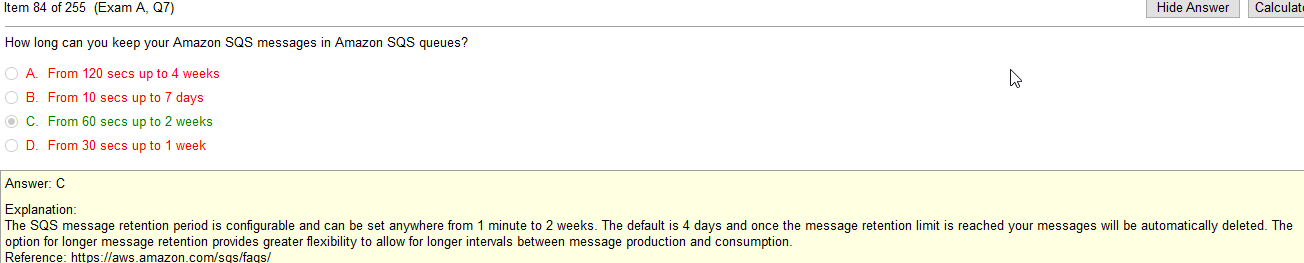 Item 84 of 255 (Exam A, Q7)
Hide Answer
Calculat
How long can you keep your Amazon SQS messages in Amazon SQS queues?
A. From 120 secs up to 4 weeks
B. From 10 secs up to 7 days
C. From 60 secs up to 2 weeks
D. From 30 secs up to 1 week
Answer: C
Explanation:
The SQS message retention period is configurable and can be set anywhere from 1 minute to 2 weeks. The default is 4 days and once the message retention limit is reached your messages will be automatically deleted. The
option for longer message retention provides greater flexibility to allow for longer intervals between message production and consumption.
Reference: https://aws.amazon.com/sqs/faqs/